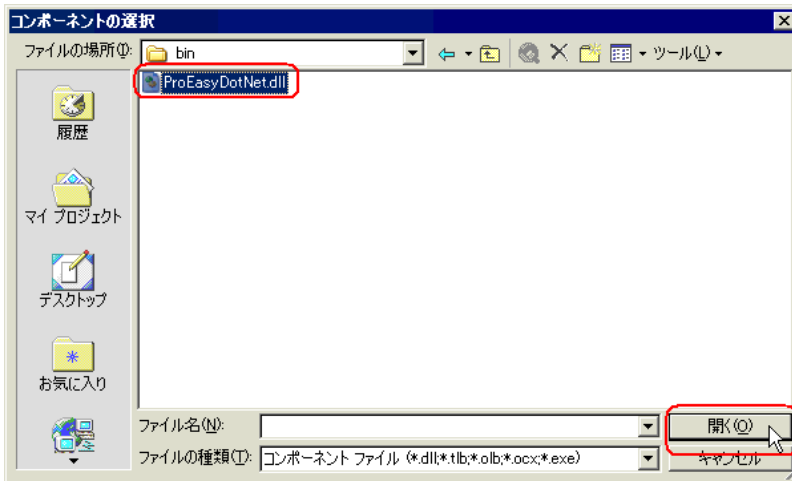 コンポーネントの選択
ファイルの場所(I):
bin
ツール(L)
ProEasyDotNet.dll
履歴
マイ プロジェクト
デスクトップ
お気に入り
ファイル名(N):
開く(O)
ファイルの種類(T):
コンポーネント ファイル (*.dll;*.tlb;*.olb;*.ocx;*.exe)
キャンセル